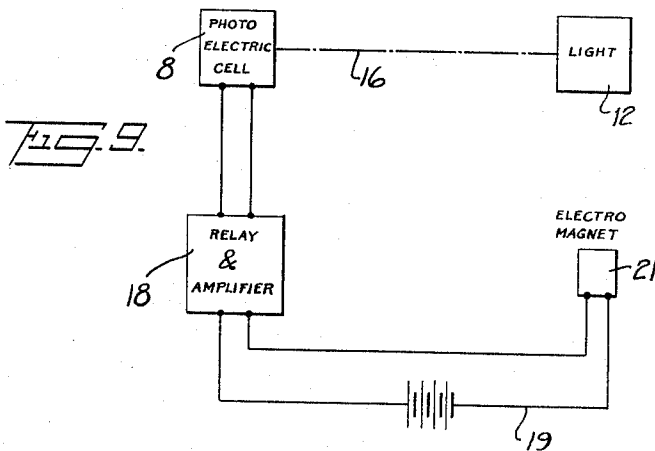 PHOTO
ELECTRIC
CELL
8
16
LIGHT
12
Fig. 9.
RELAY
&
AMPLIFIER
18
ELECTRO
MAGNET
21
19